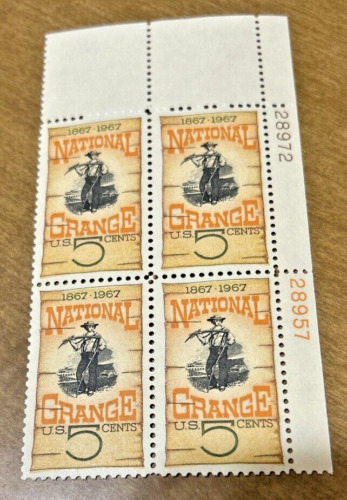 1867·1967
NATIONAL
GRANGE
U.S. 5 CENTS
1867·1967
NATIONAL
GRANGE
U.S. 5 CENTS
28972
1867·1967
NATIONAL
GRANGE
U.S. 5 CENTS
1867·1967
NATIONAL
GRANGE
U.S. 5 CENTS
28957